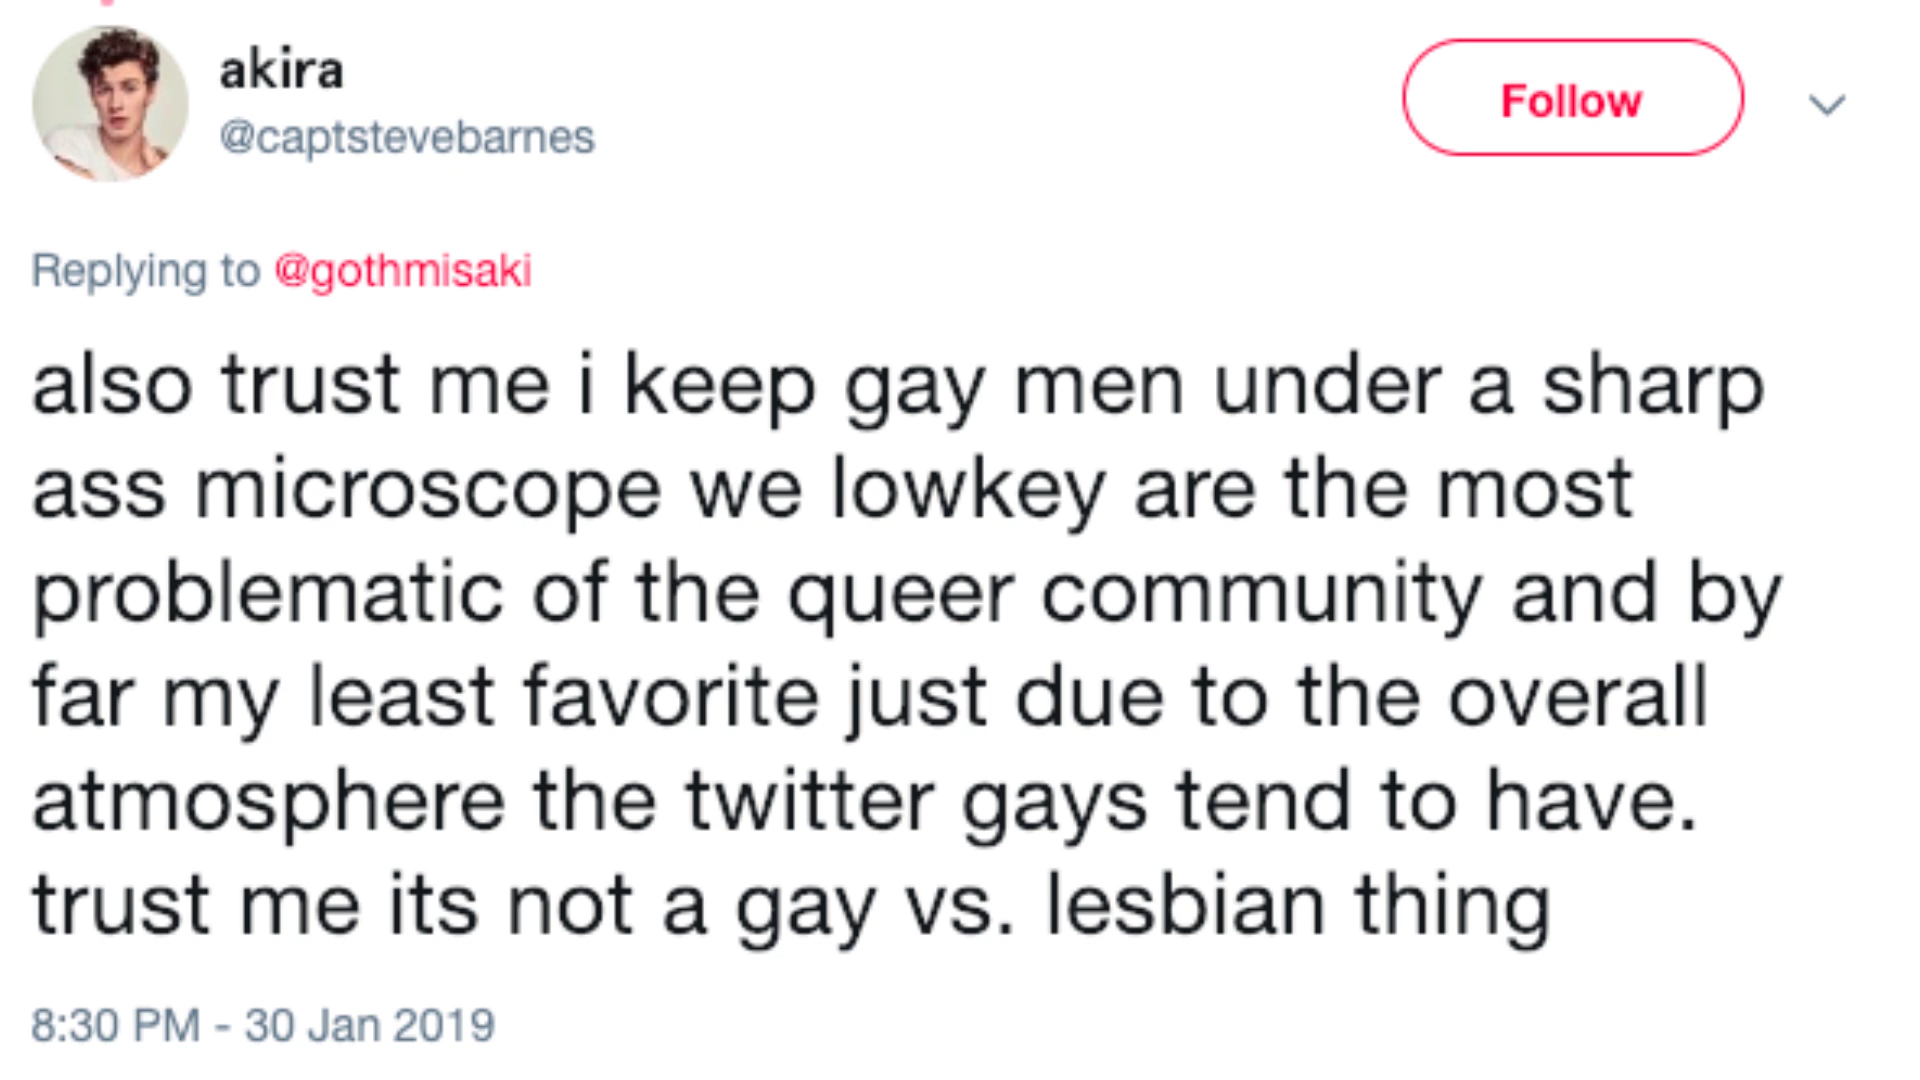 akira
@captstevebarnes
Follow
Replying to @gothmisaki
also trust me i keep gay men under a sharp
ass microscope we lowkey are the most
problematic of the queer community and by
far my least favorite just due to the overall
atmosphere the twitter gays tend to have.
trust me its not a gay vs. lesbian thing
8:30 PM - 30 Jan 2019